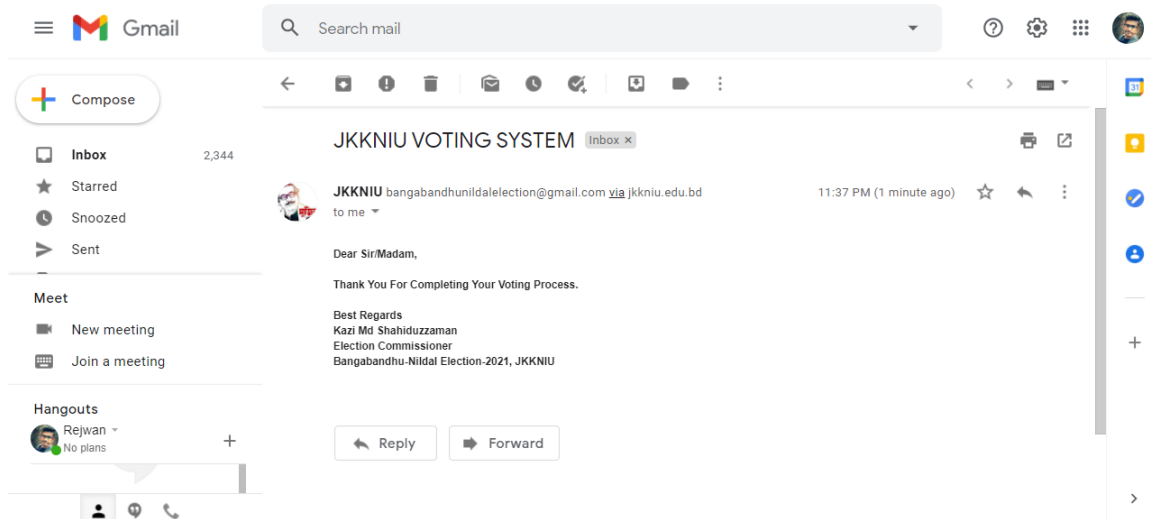 Gmail
Search mail
Compose
Inbox 2,344
Starred
Snoozed
Sent
Meet
New meeting
Join a meeting
Hangouts
Rejwan
No plans
JKKNIU VOTING SYSTEM Inbox ×
JKKNIU bangabandhunildalelection@gmail.com via jkkniu.edu.bd 11:37 PM (1 minute ago)
to me
Dear Sir/Madam,
Thank You For Completing Your Voting Process.
Best Regards
Kazi Md Shahiduzzaman
Election Commissioner
Bangabandhu-Nildal Election-2021, JKKNIU
Reply Forward
31